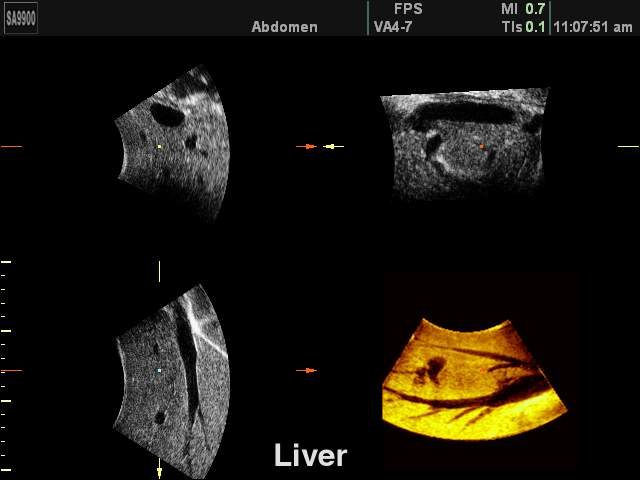 SA9900
FPS
MI 0.7
Abdomen
VA4-7
TIs 0.1
11:07:51 am
Liver